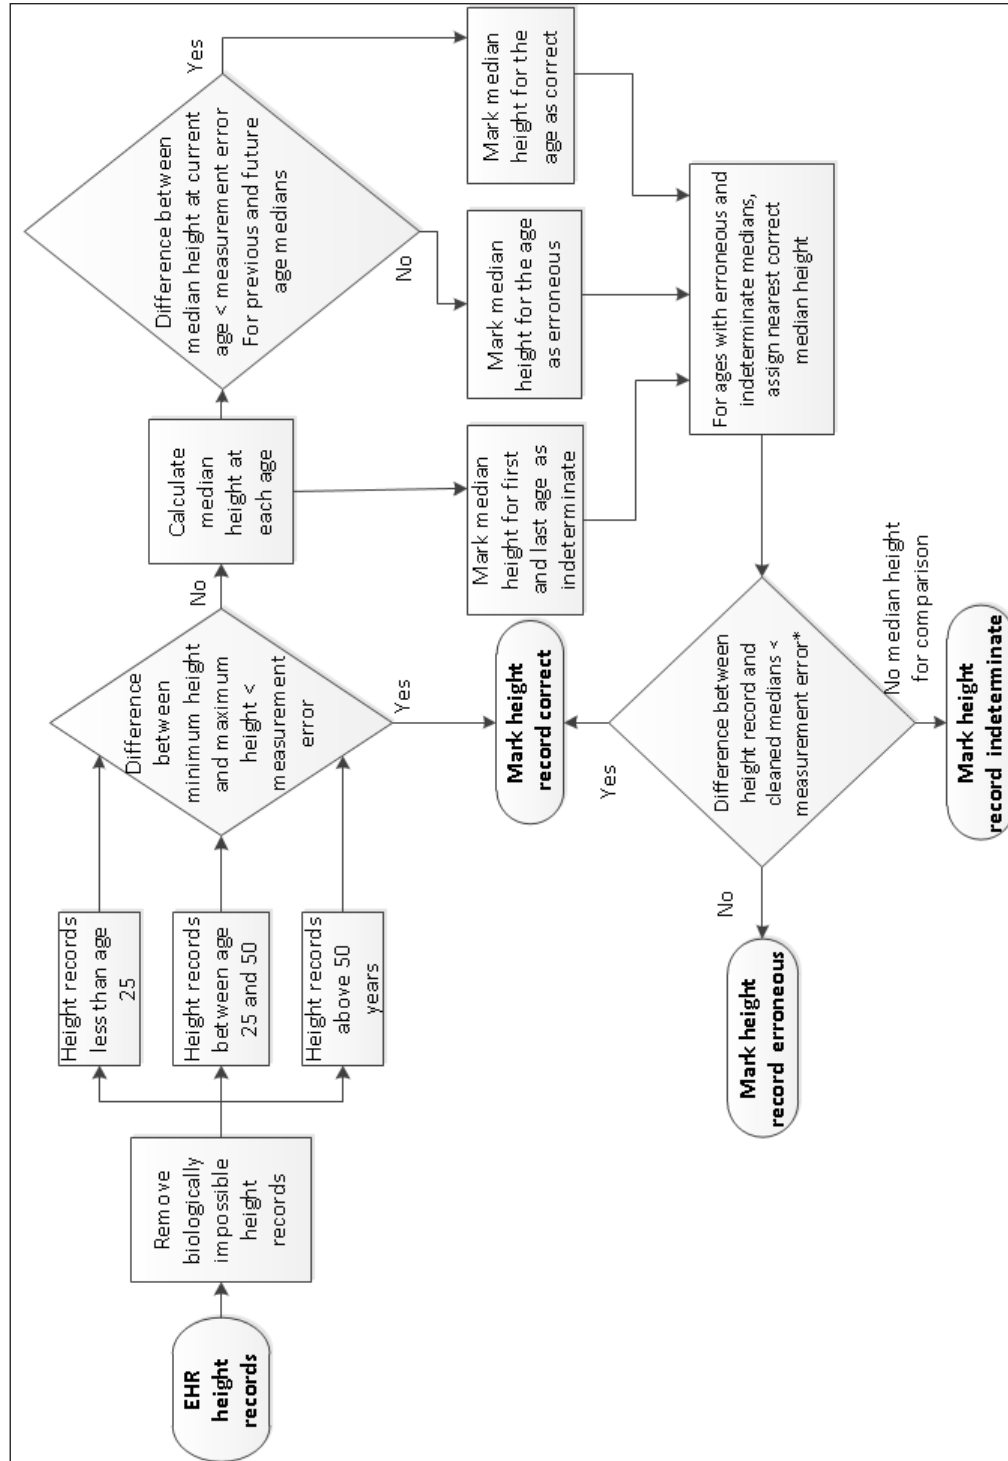 EHR
height
records
Remove
biologically
impossible
height
records
Height records
less than age
25
Height records
between age
25 and 50
Height records
above 50
years
Difference
between
minimum height
and maximum
height <
measurement
error
No
Yes
Calculate
median
height at
each age
Difference between
median height at current
age < measurement error
For previous and future
age medians
Yes
No
Mark median
height for the
age as correct
Mark median
height for the age
as erroneous
Mark median
height for first
and last age as
indeterminate
For ages with erroneous and
indeterminate medians,
assign nearest correct
median height
Mark height
record correct
Difference between
height record and
cleaned medians <
measurement error*
Yes
No
No median height
for comparison
Mark height
record erroneous
Mark height
record indeterminate